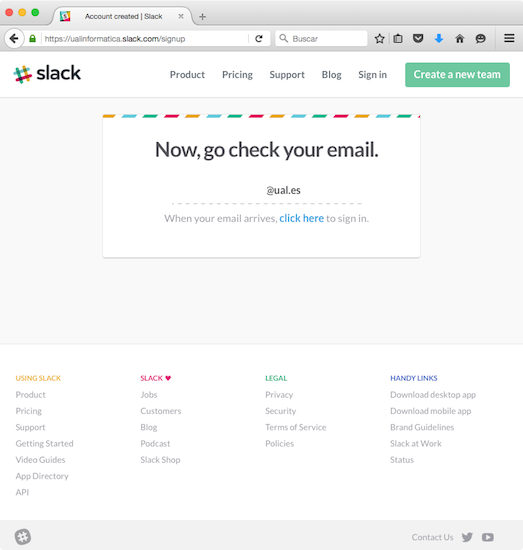 Account created | Slack
https://ualinformatica.slack.com/signup
Buscar
slack
Product Pricing Support Blog Sign in Create a new team
Now, go check your email.
@ual.es
When your email arrives, click here to sign in.
USING SLACK
Product
Pricing
Support
Getting Started
Video Guides
App Directory
API
SLACK
Jobs
Customers
Blog
Podcast
Slack Shop
LEGAL
Privacy
Security
Terms of Service
Policies
HANDY LINKS
Download desktop app
Download mobile app
Brand Guidelines
Slack at Work
Status
Contact Us